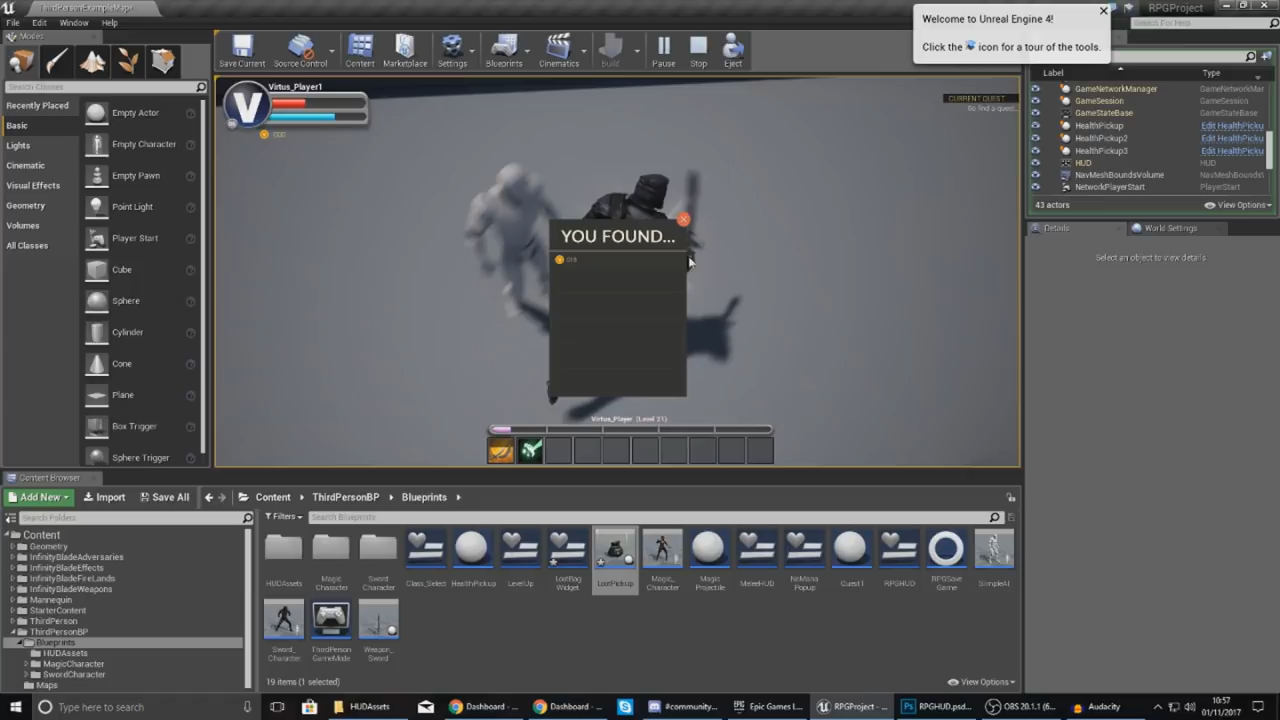 ThirdPersonExampleMap
RPGProject
File Edit Window Help
Welcome to Unreal Engine 4!
Click the icon for a tour of the tools.
Search For Help
Modes
Search Classes
Recently Placed
Basic
Lights
Cinematic
Visual Effects
Geometry
Volumes
All Classes
Empty Actor
Empty Character
Empty Pawn
Point Light
Player Start
Cube
Sphere
Cylinder
Cone
Plane
Box Trigger
Sphere Trigger
Save Current Source Control Content Marketplace Settings Blueprints Cinematics Build Pause Stop Eject
Virtus_Player1
V
000
CURRENT QUEST
Go find a quest...
YOU FOUND...
015
Virtus_Player (Level 21)
Label Type
GameNetworkManager GameNetworkMar
GameSession GameSession
GameStateBase GameStateBase
HealthPickup Edit HealthPicku
HealthPickup2 Edit HealthPicku
HealthPickup3 Edit HealthPicku
HUD HUD
NavMeshBoundsVolume NavMeshBoundsV
NetworkPlayerStart PlayerStart
43 actors View Options
Details World Settings
Select an object to view details.
Content Browser
Add New Import Save All Content ThirdPersonBP Blueprints
Search Folders
Filters Search Blueprints
Content
Geometry
InfinityBladeAdversaries
InfinityBladeEffects
InfinityBladeFireLands
InfinityBladeWeapons
Mannequin
StarterContent
ThirdPerson
ThirdPersonBP
Blueprints
HUDAssets
MagicCharacter
SwordCharacter
Maps
HUDAssets
Magic Character
Sword Character
Class_Select
HealthPickup
LevelUp
LootBag Widget
LootPickup
Magic_ Character
Magic Projectile
MeleeHUD
NoMana Popup
Quest1
RPGHUD
RPGSave Game
SimpleAI
Sword_ Character
ThirdPerson GameMode
Weapon_ Sword
19 items (1 selected) View Options
Type here to search
HUDAssets
Dashboard - ...
Dashboard - ...
#community...
Epic Games L...
RPGProject - ...
RPGHUD.psd...
OBS 20.1.1 (6...
Audacity
10:57
01/11/2017